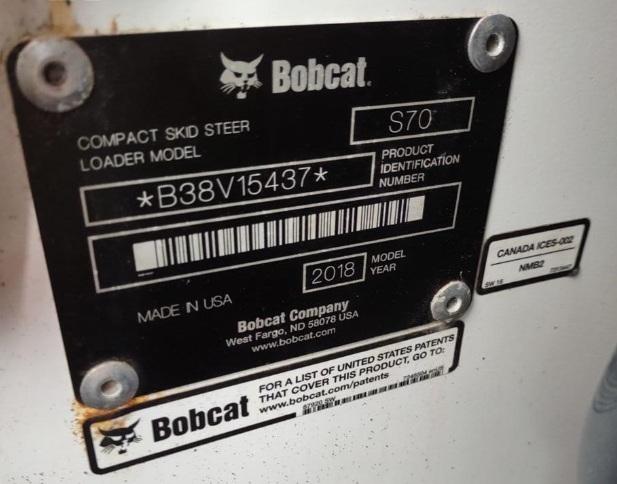 Bobcat
COMPACT SKID STEER
LOADER MODEL
S70
*B38V15437*
PRODUCT
IDENTIFICATION
NUMBER
2018
MODEL
YEAR
MADE IN USA
Bobcat Company
West Fargo, ND 58078 USA
www.bobcat.com
CANADA ICES-002
NMB2
SW 16
Bobcat
FOR A LIST OF UNITED STATES PATENTS
THAT COVER THIS PRODUCT, GO TO:
www.bobcat.com/patents